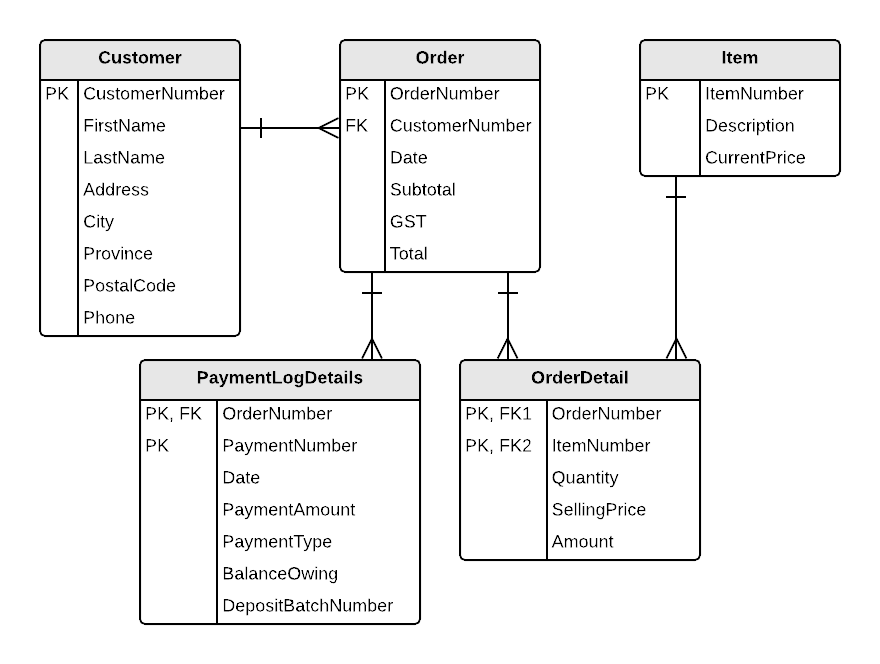 Customer
PK CustomerNumber
FirstName
LastName
Address
City
Province
PostalCode
Phone
Order
PK OrderNumber
FK CustomerNumber
Date
Subtotal
GST
Total
Item
PK ItemNumber
Description
CurrentPrice
PaymentLogDetails
PK, FK OrderNumber
PK PaymentNumber
Date
PaymentAmount
PaymentType
BalanceOwing
DepositBatchNumber
OrderDetail
PK, FK1 OrderNumber
PK, FK2 ItemNumber
Quantity
SellingPrice
Amount